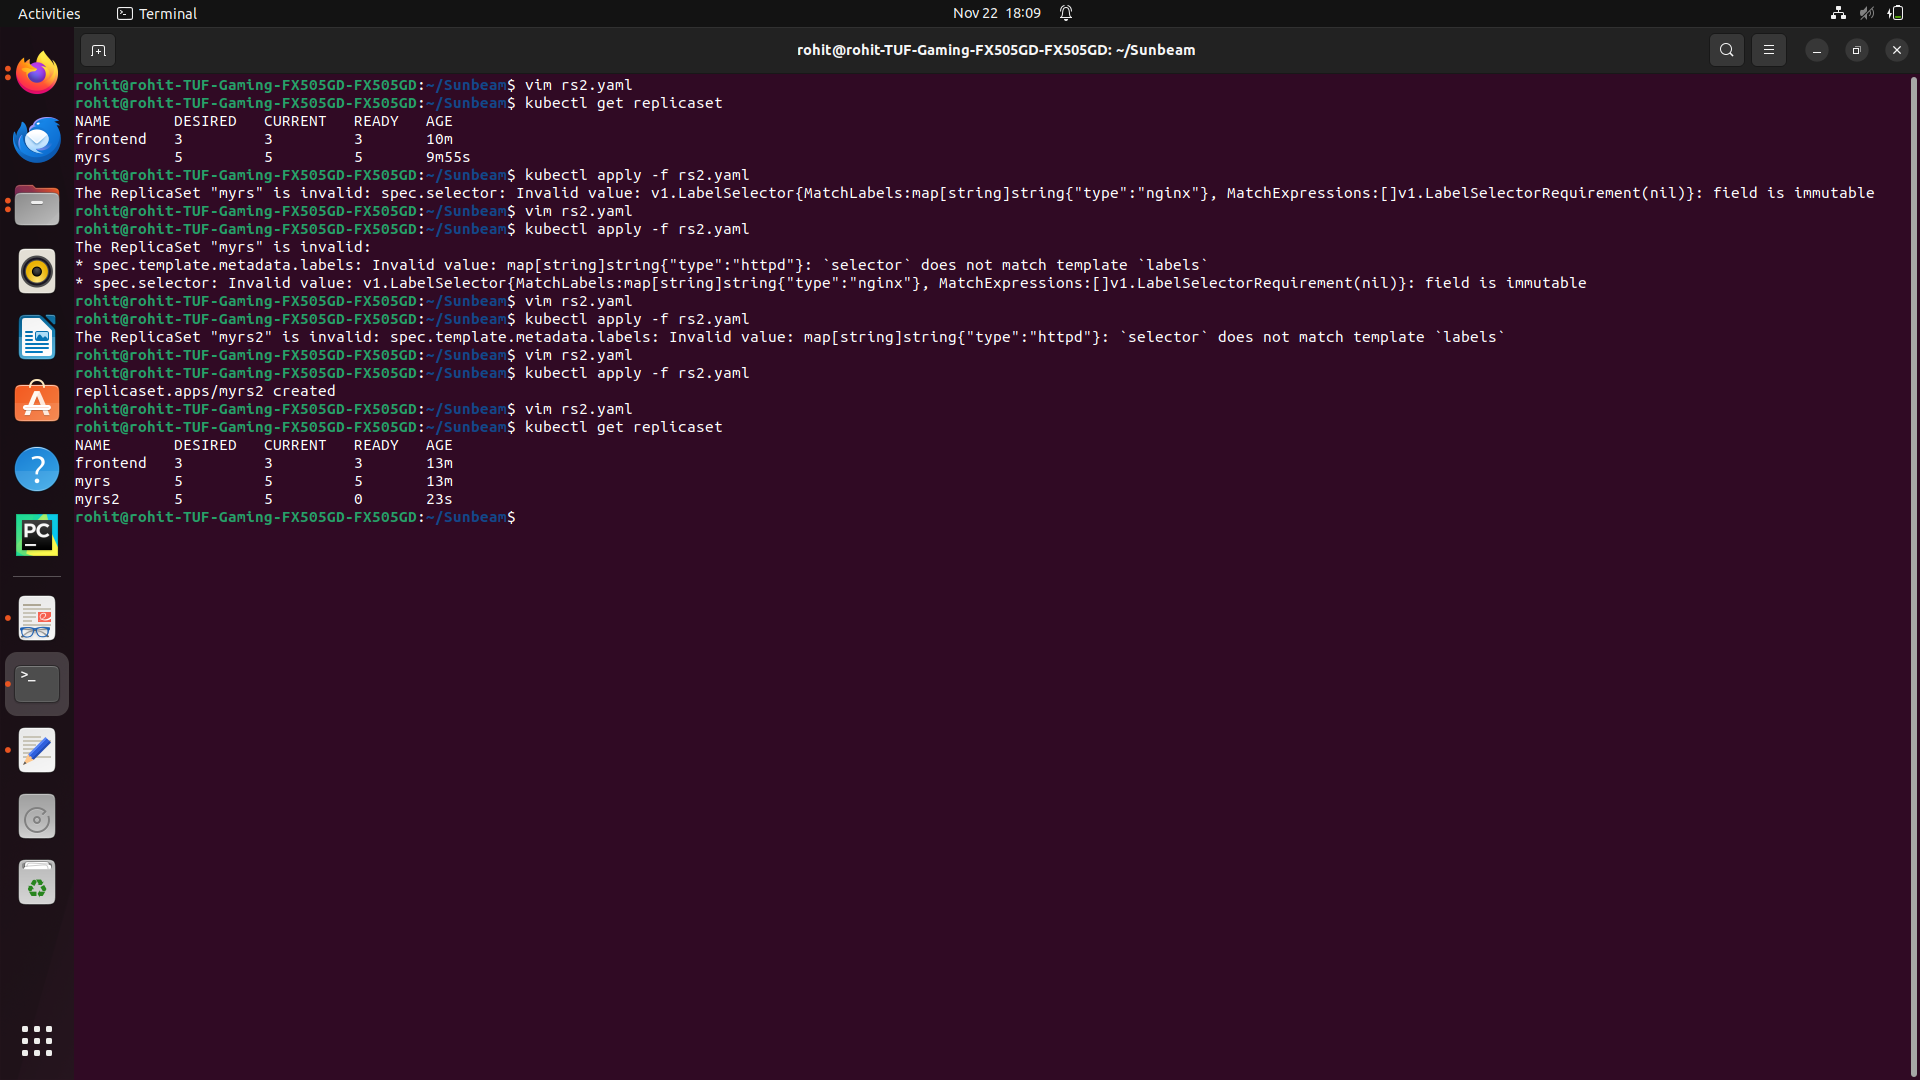 Activities
Terminal
Nov 22 18:09
rohit@rohit-TUF-Gaming-FX505GD-FX505GD: ~/Sunbeam
rohit@rohit-TUF-Gaming-FX505GD-FX505GD:~/Sunbeam$ vim rs2.yaml
rohit@rohit-TUF-Gaming-FX505GD-FX505GD:~/Sunbeam$ kubectl get replicaset
NAME       DESIRED   CURRENT   READY   AGE
frontend   3         3         3       10m
myrs       5         5         5       9m55s
rohit@rohit-TUF-Gaming-FX505GD-FX505GD:~/Sunbeam$ kubectl apply -f rs2.yaml
The ReplicaSet "myrs" is invalid: spec.selector: Invalid value: v1.LabelSelector{MatchLabels:map[string]string{"type":"nginx"}, MatchExpressions:[]v1.LabelSelectorRequirement(nil)}: field is immutable
rohit@rohit-TUF-Gaming-FX505GD-FX505GD:~/Sunbeam$ vim rs2.yaml
rohit@rohit-TUF-Gaming-FX505GD-FX505GD:~/Sunbeam$ kubectl apply -f rs2.yaml
The ReplicaSet "myrs" is invalid:
* spec.template.metadata.labels: Invalid value: map[string]string{"type":"httpd"}: `selector` does not match template `labels`
* spec.selector: Invalid value: v1.LabelSelector{MatchLabels:map[string]string{"type":"nginx"}, MatchExpressions:[]v1.LabelSelectorRequirement(nil)}: field is immutable
rohit@rohit-TUF-Gaming-FX505GD-FX505GD:~/Sunbeam$ vim rs2.yaml
rohit@rohit-TUF-Gaming-FX505GD-FX505GD:~/Sunbeam$ kubectl apply -f rs2.yaml
The ReplicaSet "myrs2" is invalid: spec.template.metadata.labels: Invalid value: map[string]string{"type":"httpd"}: `selector` does not match template `labels`
rohit@rohit-TUF-Gaming-FX505GD-FX505GD:~/Sunbeam$ vim rs2.yaml
rohit@rohit-TUF-Gaming-FX505GD-FX505GD:~/Sunbeam$ kubectl apply -f rs2.yaml
replicaset.apps/myrs2 created
rohit@rohit-TUF-Gaming-FX505GD-FX505GD:~/Sunbeam$ vim rs2.yaml
rohit@rohit-TUF-Gaming-FX505GD-FX505GD:~/Sunbeam$ kubectl get replicaset
NAME       DESIRED   CURRENT   READY   AGE
frontend   3         3         3       13m
myrs       5         5         5       13m
myrs2      5         5         0       23s
rohit@rohit-TUF-Gaming-FX505GD-FX505GD:~/Sunbeam$
PC